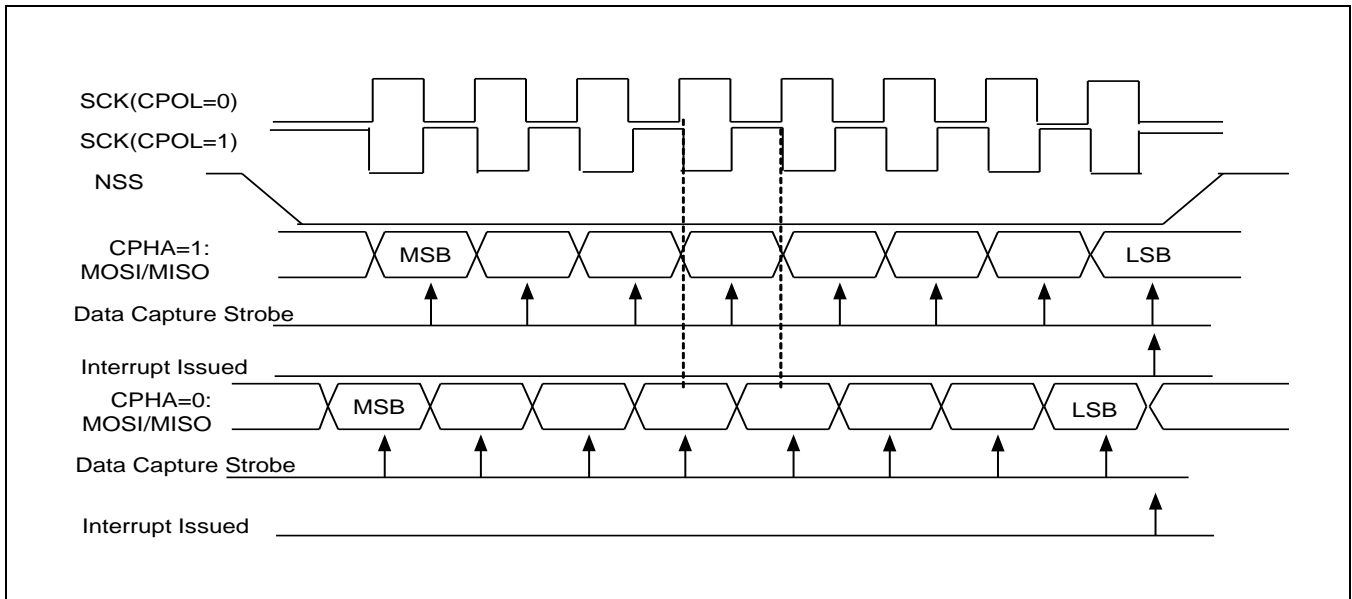 SCK(CPOL=0)
SCK(CPOL=1)
NSS
CPHA=1:
MOSI/MISO
MSB
LSB
Data Capture Strobe
Interrupt Issued
CPHA=0:
MOSI/MISO
MSB
LSB
Data Capture Strobe
Interrupt Issued